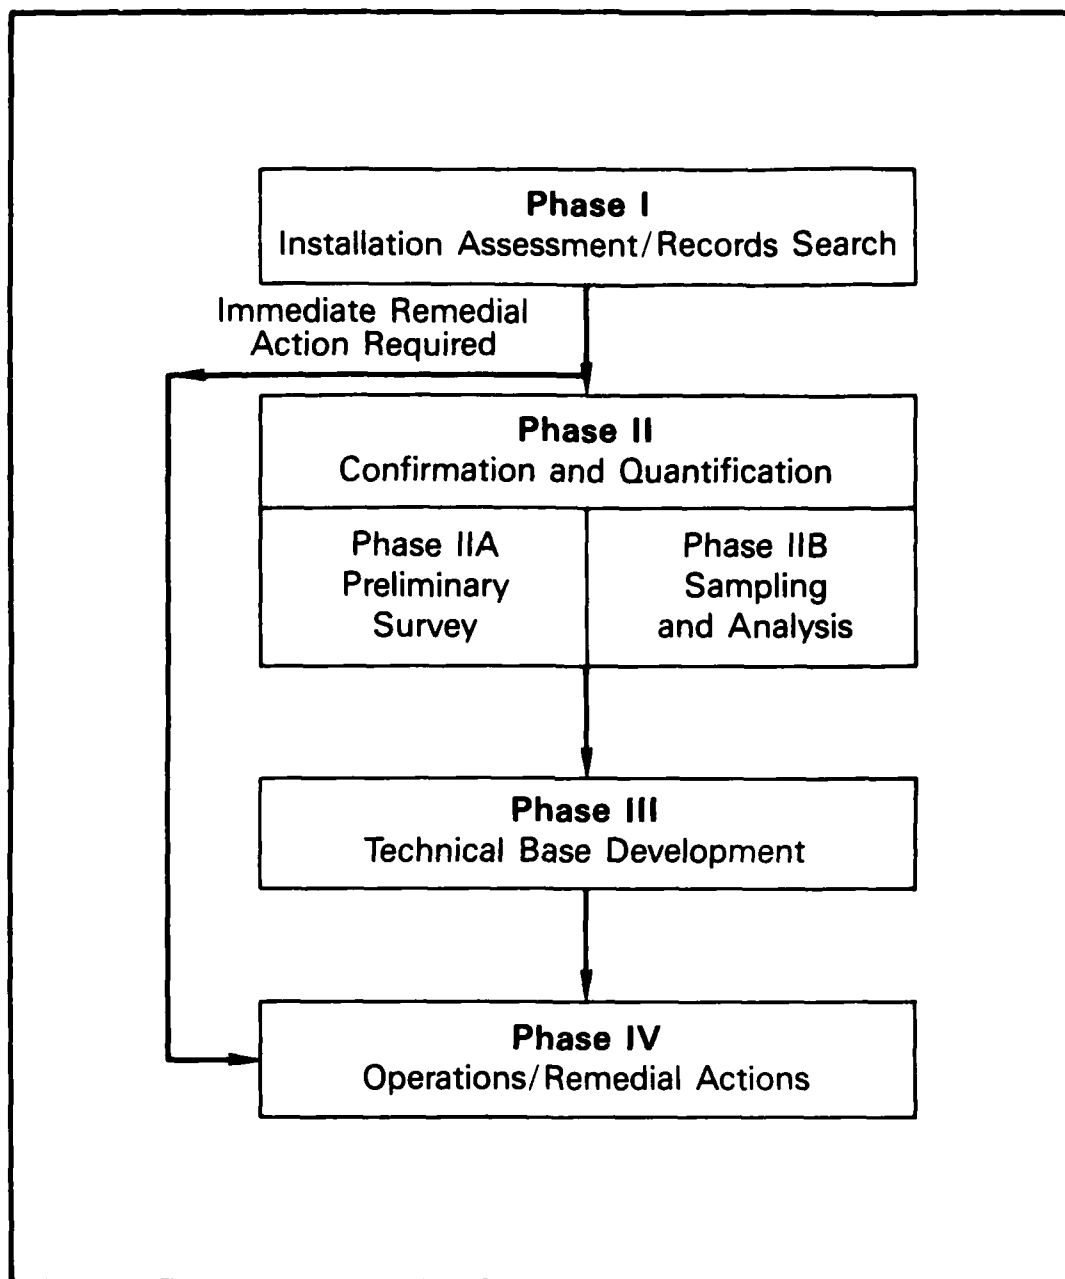 Phase I
Installation Assessment/Records Search
Immediate Remedial
Action Required
Phase II
Confirmation and Quantification
Phase IIA
Preliminary
Survey
Phase IIB
Sampling
and Analysis
Phase III
Technical Base Development
Phase IV
Operations/Remedial Actions